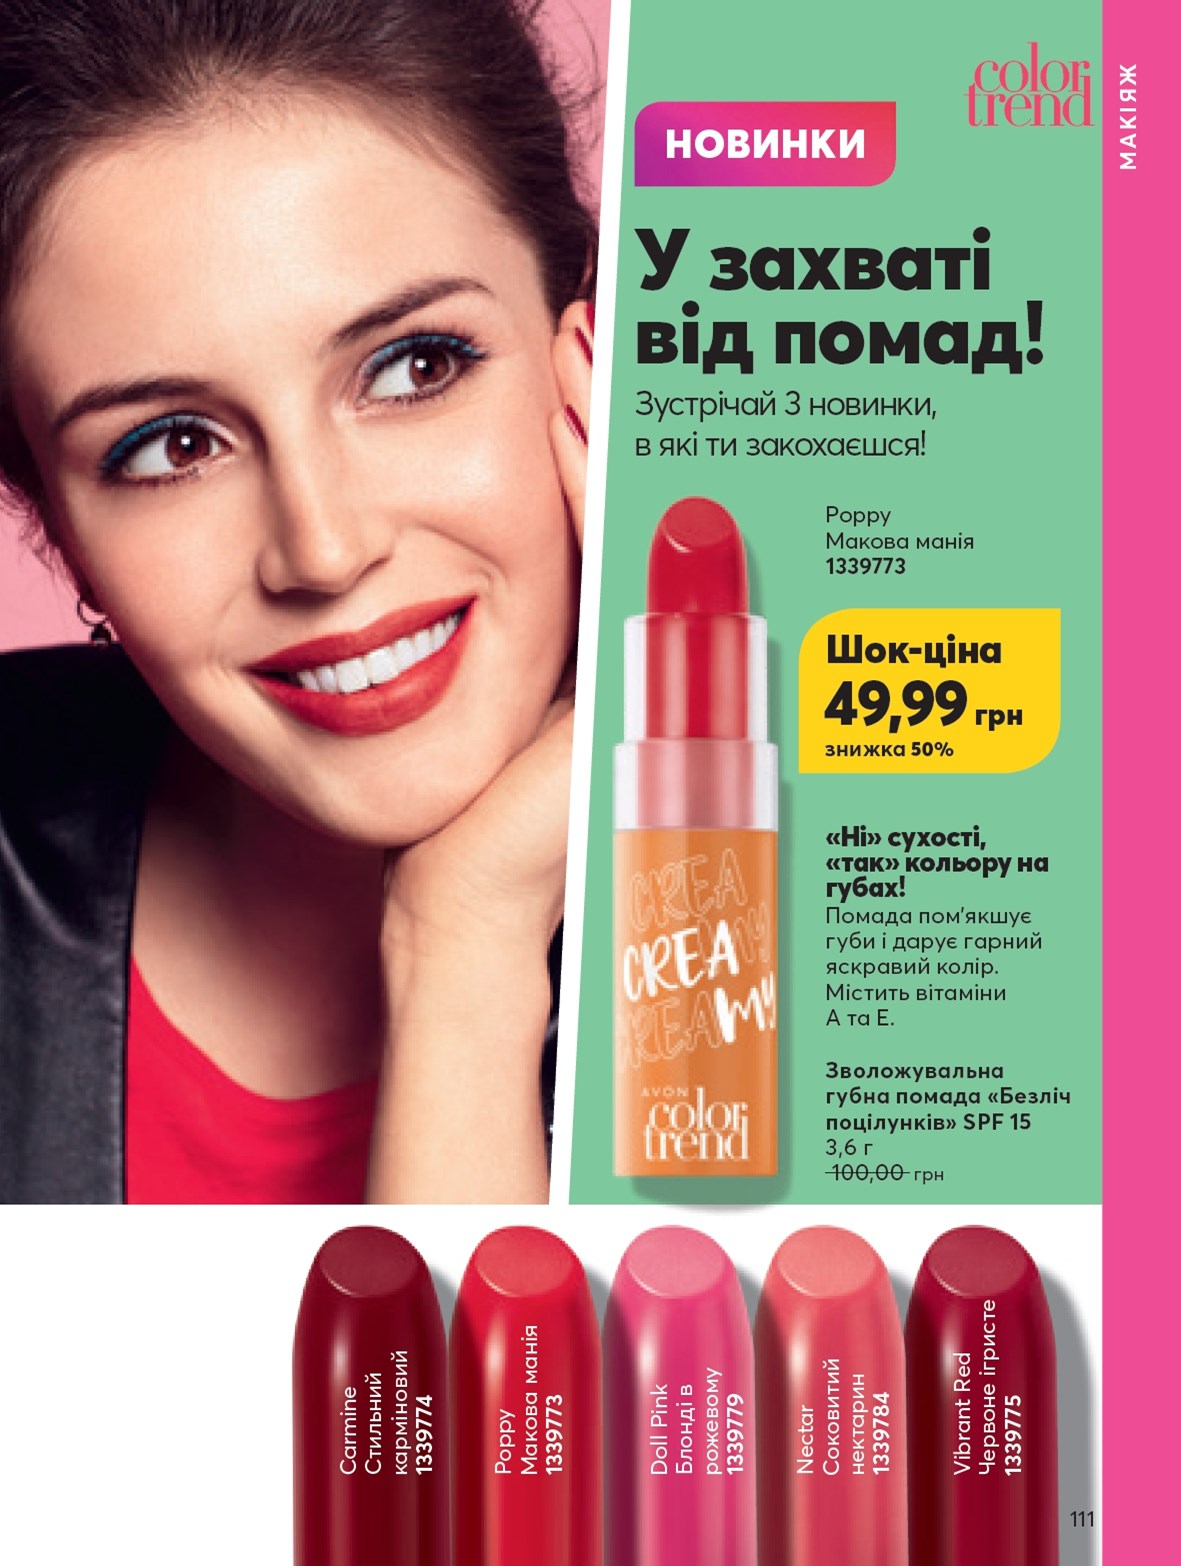 color
trend
МАКІЯЖ
НОВИНКИ
У захваті
від помад!
Зустрічай 3 новинки,
в які ти закохаєшся!
Poppy
Макова манія
1339773
Шок-ціна
49,99 грн
знижка 50%
«Ні» сухості,
«так» кольору на
губах!
Помада пом'якшує
губи і дарує гарний
яскравий колір.
Містить вітаміни
А та Е.
Зволожувальна
губна помада «Безліч
поцілунків» SPF 15
3,6 г
100,00 грн
CREA
CREAMY
CREAMY
AVON
color
trend
Carmine
Стильний
карміновий
1339774
Poppy
Макова манія
1339773
Doll Pink
Блонді в
рожевому
1339779
Nectar
Соковитий
нектарин
1339784
Vibrant Red
Червоне ігристе
1339775
111